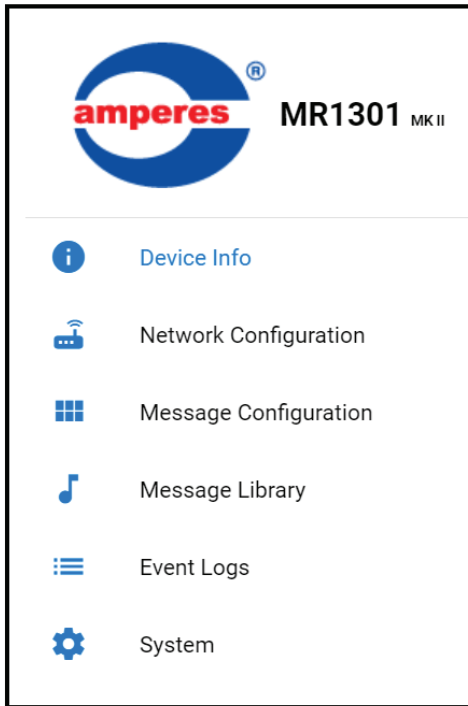 amperes ® MR1301 MK II
Device Info
Network Configuration
Message Configuration
Message Library
Event Logs
System